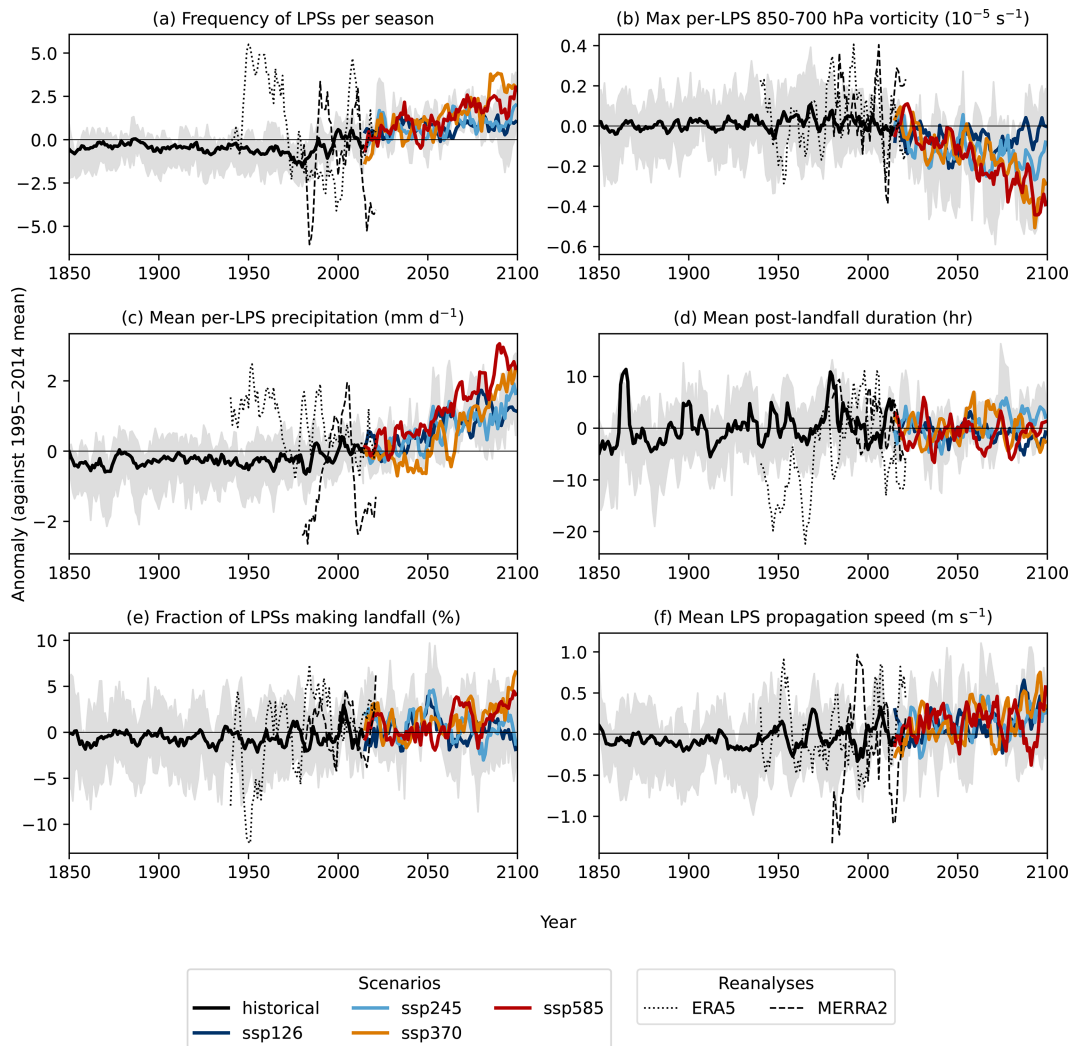 (a) Frequency of LPSs per season
(b) Max per-LPS 850-700 hPa vorticity (10⁻⁵ s⁻¹)
5.0
2.5
0.0
−2.5
−5.0
1850 1900 1950 2000 2050 2100
0.4
0.2
0.0
−0.2
−0.4
−0.6
1850 1900 1950 2000 2050 2100
(c) Mean per-LPS precipitation (mm d⁻¹)
(d) Mean post-landfall duration (hr)
Anomaly (against 1995−2014 mean)
2
0
−2
1850 1900 1950 2000 2050 2100
10
0
−10
−20
1850 1900 1950 2000 2050 2100
(e) Fraction of LPSs making landfall (%)
(f) Mean LPS propagation speed (m s⁻¹)
10
5
0
−5
−10
1850 1900 1950 2000 2050 2100
1.0
0.5
0.0
−0.5
−1.0
1850 1900 1950 2000 2050 2100
Year
Scenarios
historical ssp245 ssp585
ssp126 ssp370
Reanalyses
ERA5 MERRA2